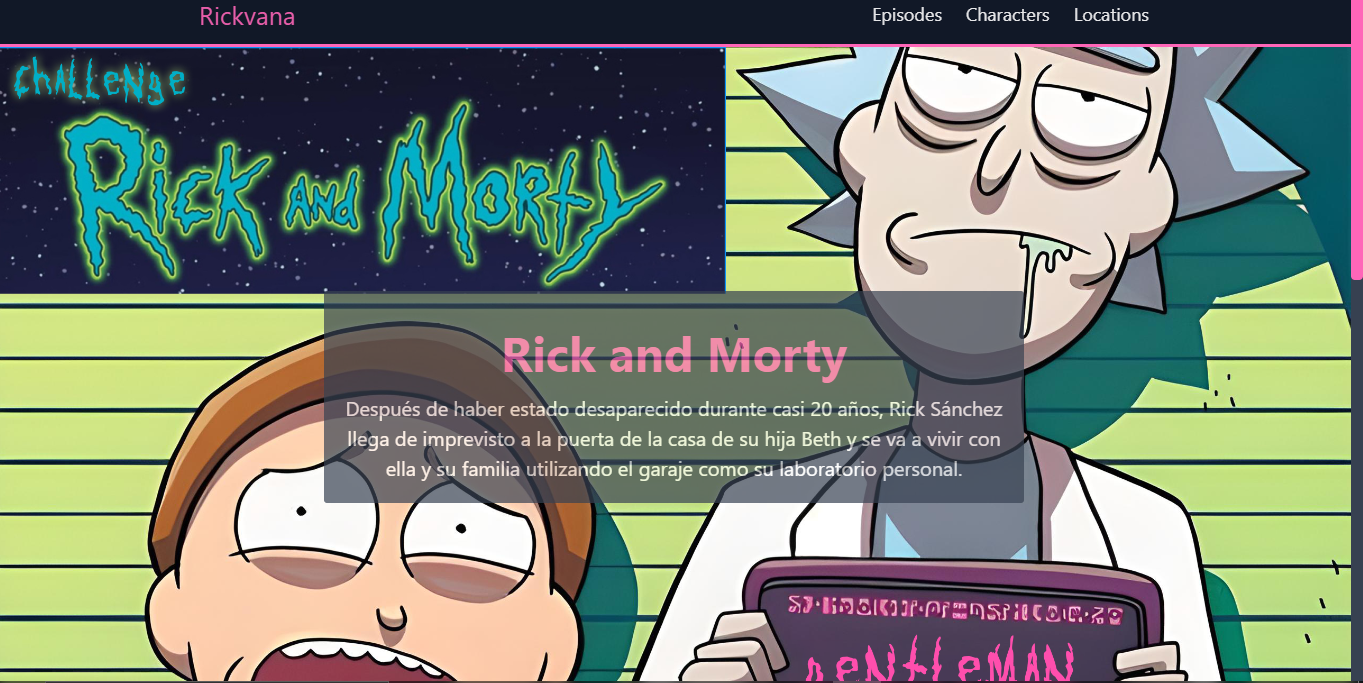 Rickvana
Episodes Characters Locations
chaLLeNge
Rick and Morty
Rick and Morty
Después de haber estado desaparecido durante casi 20 años, Rick Sánchez
llega de imprevisto a la puerta de la casa de su hija Beth y se va a vivir con
ella y su familia utilizando el garaje como su laboratorio personal.
GeNtLeMAN